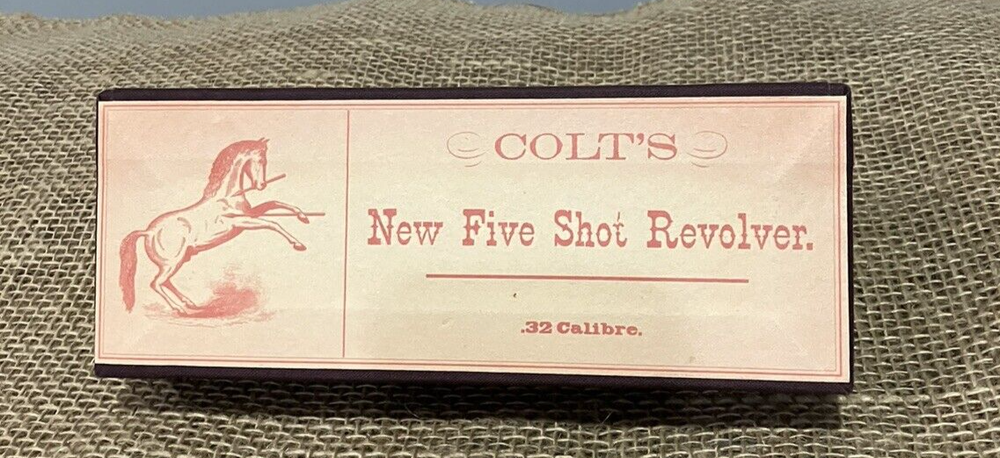 COLT'S
New Five Shot Revolver.
.32 Calibre.